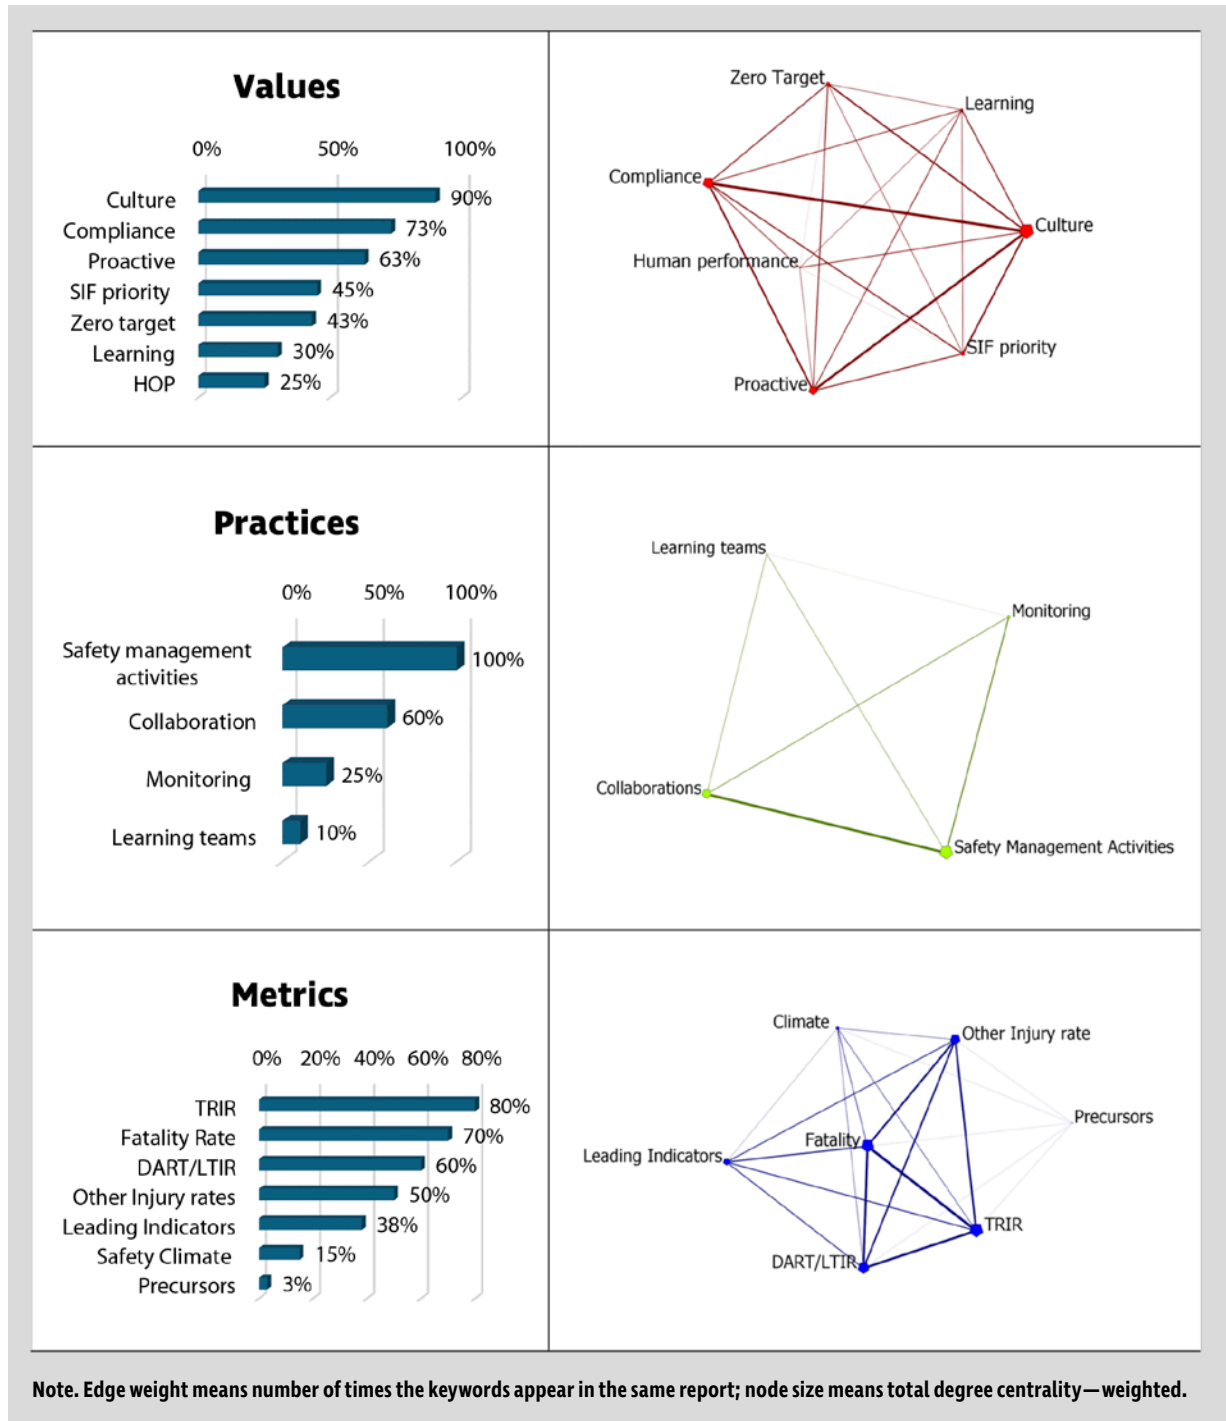 Values
0% 50% 100%
Culture 90%
Compliance 73%
Proactive 63%
SIF priority 45%
Zero target 43%
Learning 30%
HOP 25%
Zero Target
Learning
Compliance
Culture
Human performance
SIF priority
Proactive
Practices
0% 50% 100%
Safety management
activities 100%
Collaboration 60%
Monitoring 25%
Learning teams 10%
Learning teams
Monitoring
Collaborations
Safety Management Activities
Metrics
0% 20% 40% 60% 80%
TRIR 80%
Fatality Rate 70%
DART/LTIR 60%
Other Injury rates 50%
Leading Indicators 38%
Safety Climate 15%
Precursors 3%
Climate
Other Injury rate
Precursors
Fatality
Leading Indicators
TRIR
DART/LTIR
Note. Edge weight means number of times the keywords appear in the same report; node size means total degree centrality—weighted.